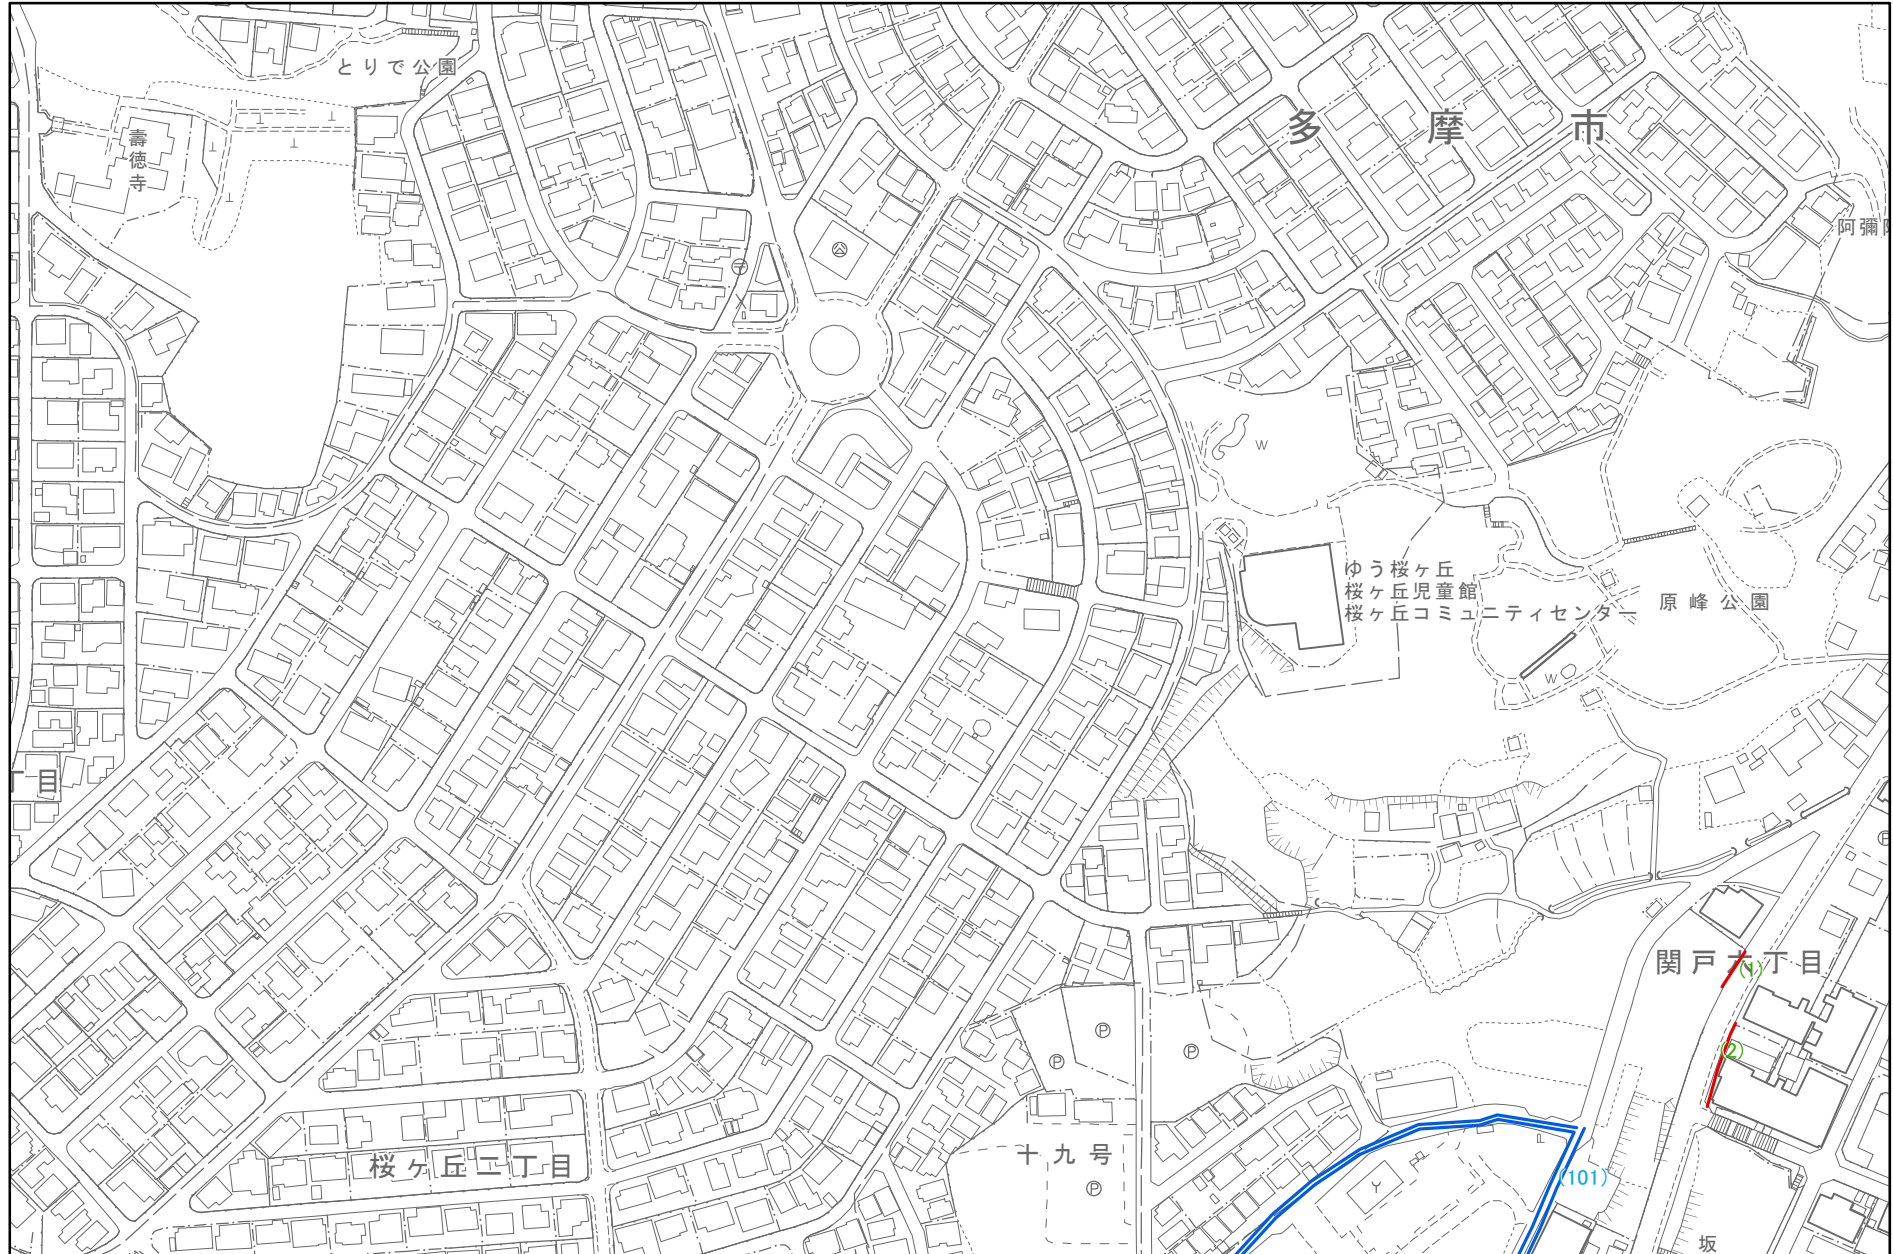 とりで公園
多摩市
壽徳寺
阿彌
W
ゆう桜ヶ丘
桜ヶ丘児童館
桜ヶ丘コミュニティセンター
原峰公園
W
丁目
P
関戸六丁目
(1)
P
P
P
(2)
十九号
桜ヶ丘二丁目
(101)
P
坂